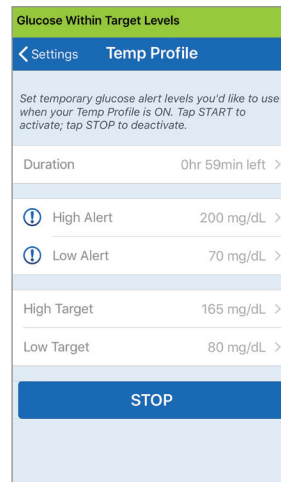 Glucose Within Target Levels
Settings Temp Profile
Set temporary glucose alert levels you'd like to use
when your Temp Profile is ON. Tap START to
activate; tap STOP to deactivate.
Duration 0hr 59min left
High Alert 200 mg/dL
Low Alert 70 mg/dL
High Target 165 mg/dL
Low Target 80 mg/dL
STOP